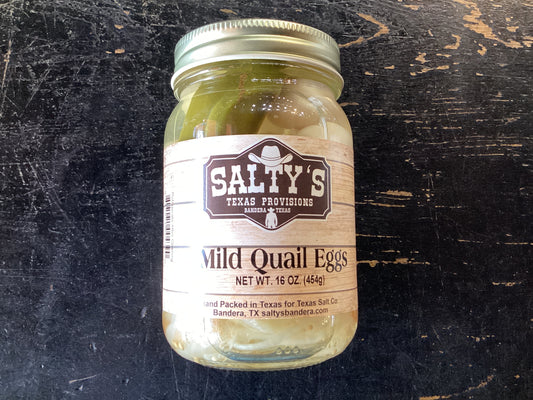 SALTY'S
TEXAS PROVISIONS
BANDERA TEXAS
Mild Quail Eggs
NET WT. 16 OZ. (454g)
and Packed in Texas for Texas Salt Co.
Bandera, TX saltysbandera.com